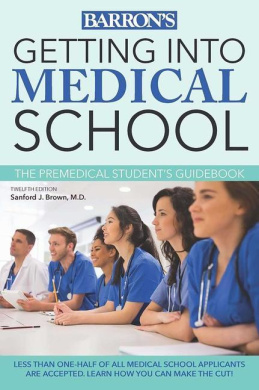 BARRON'S
GETTING INTO
MEDICAL
SCHOOL
THE PREMEDICAL STUDENT'S GUIDEBOOK
TWELFTH EDITION
Sanford J. Brown, M.D.
LESS THAN ONE-HALF OF ALL MEDICAL SCHOOL APPLICANTS
ARE ACCEPTED. LEARN HOW YOU CAN MAKE THE CUT!